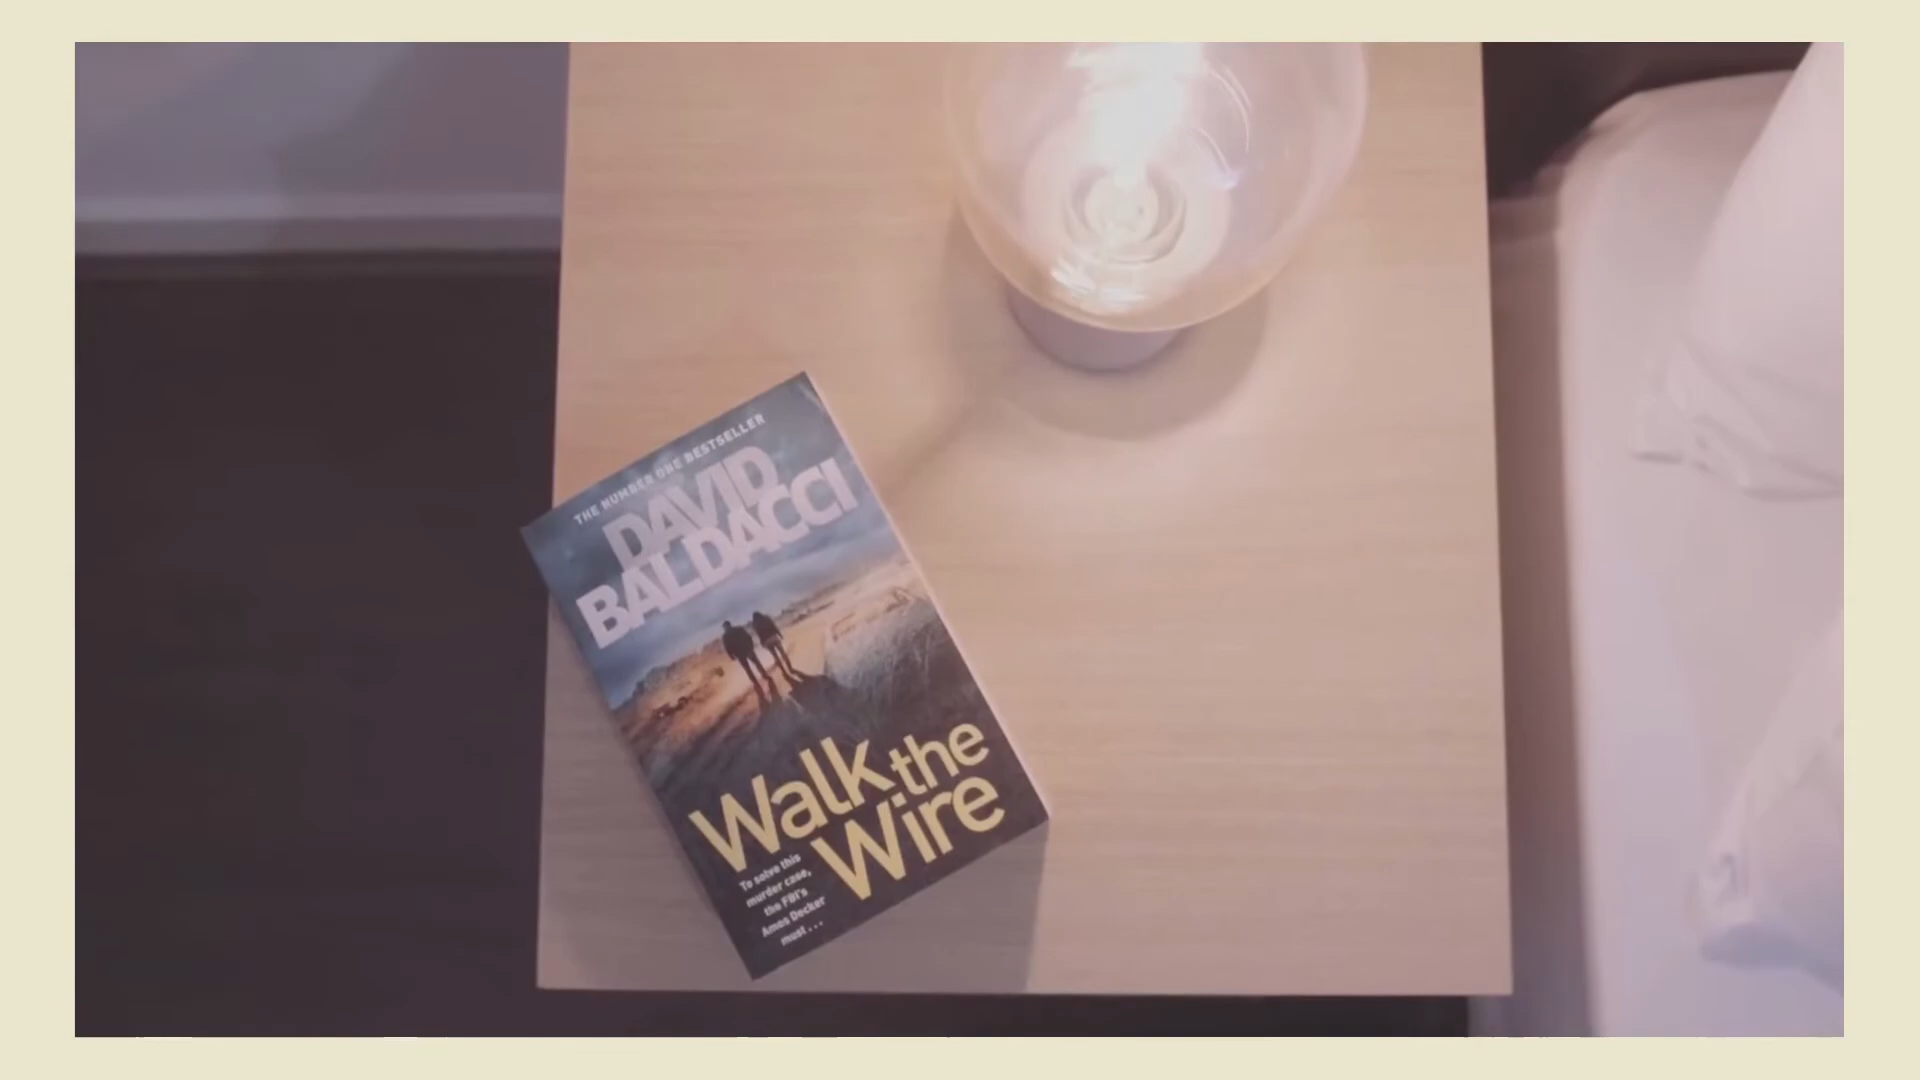 THE NUMBER ONE BESTSELLER
DAVID
BALDACCI
Walk the
Wire
To solve this
murder case,
the FBI's
Amos Decker
must . . .